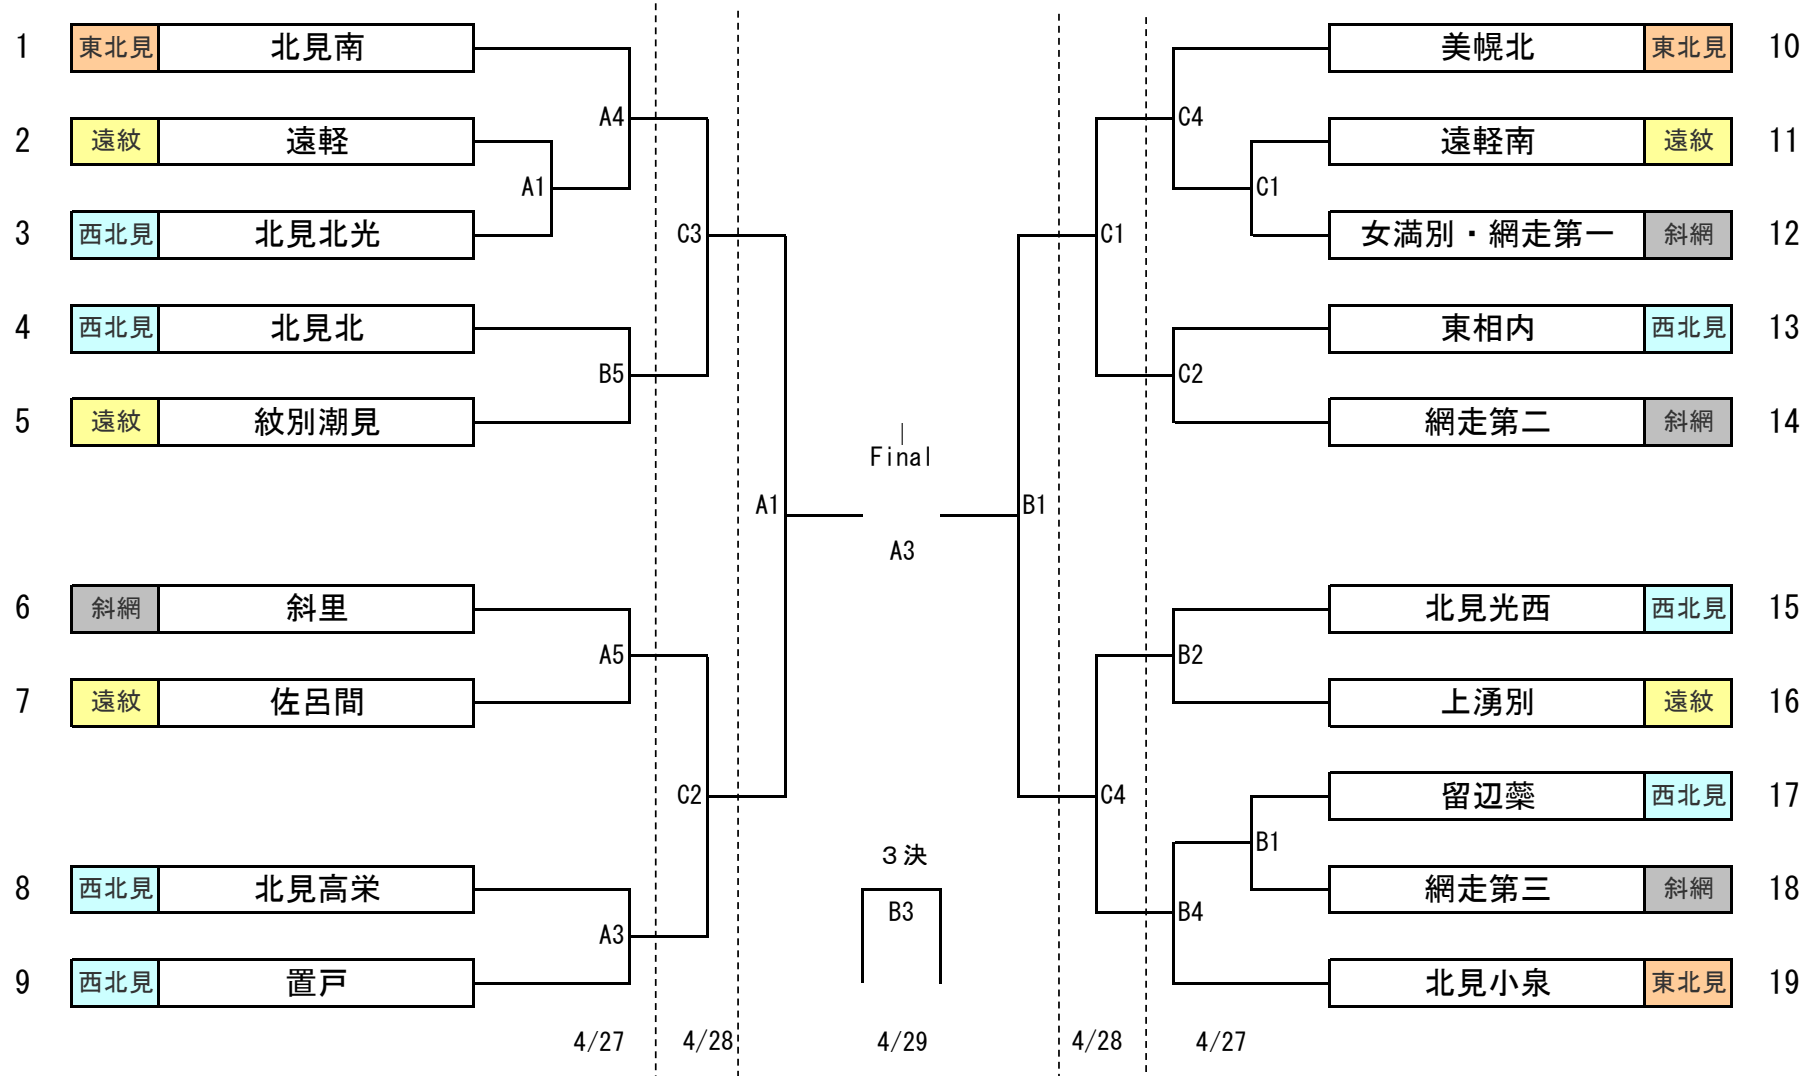 1 東北見 北見南
A4
2 遠紋 遠軽
A1
3 西北見 北見北光
C3
4 西北見 北見北
B5
5 遠紋 紋別潮見
A1
6 斜網 斜里
A5
7 遠紋 佐呂間
C2
8 西北見 北見高栄
A3
9 西北見 置戸
4/27
4/28
Final
A3
3決
B3
4/29
美幌北 東北見 10
C4
遠軽南 遠紋 11
C1
女満別・網走第一 斜網 12
C1
東相内 西北見 13
C2
網走第二 斜網 14
B1
北見光西 西北見 15
B2
上湧別 遠紋 16
C4
留辺蘂 西北見 17
B1
網走第三 斜網 18
B4
北見小泉 東北見 19
4/28
4/27